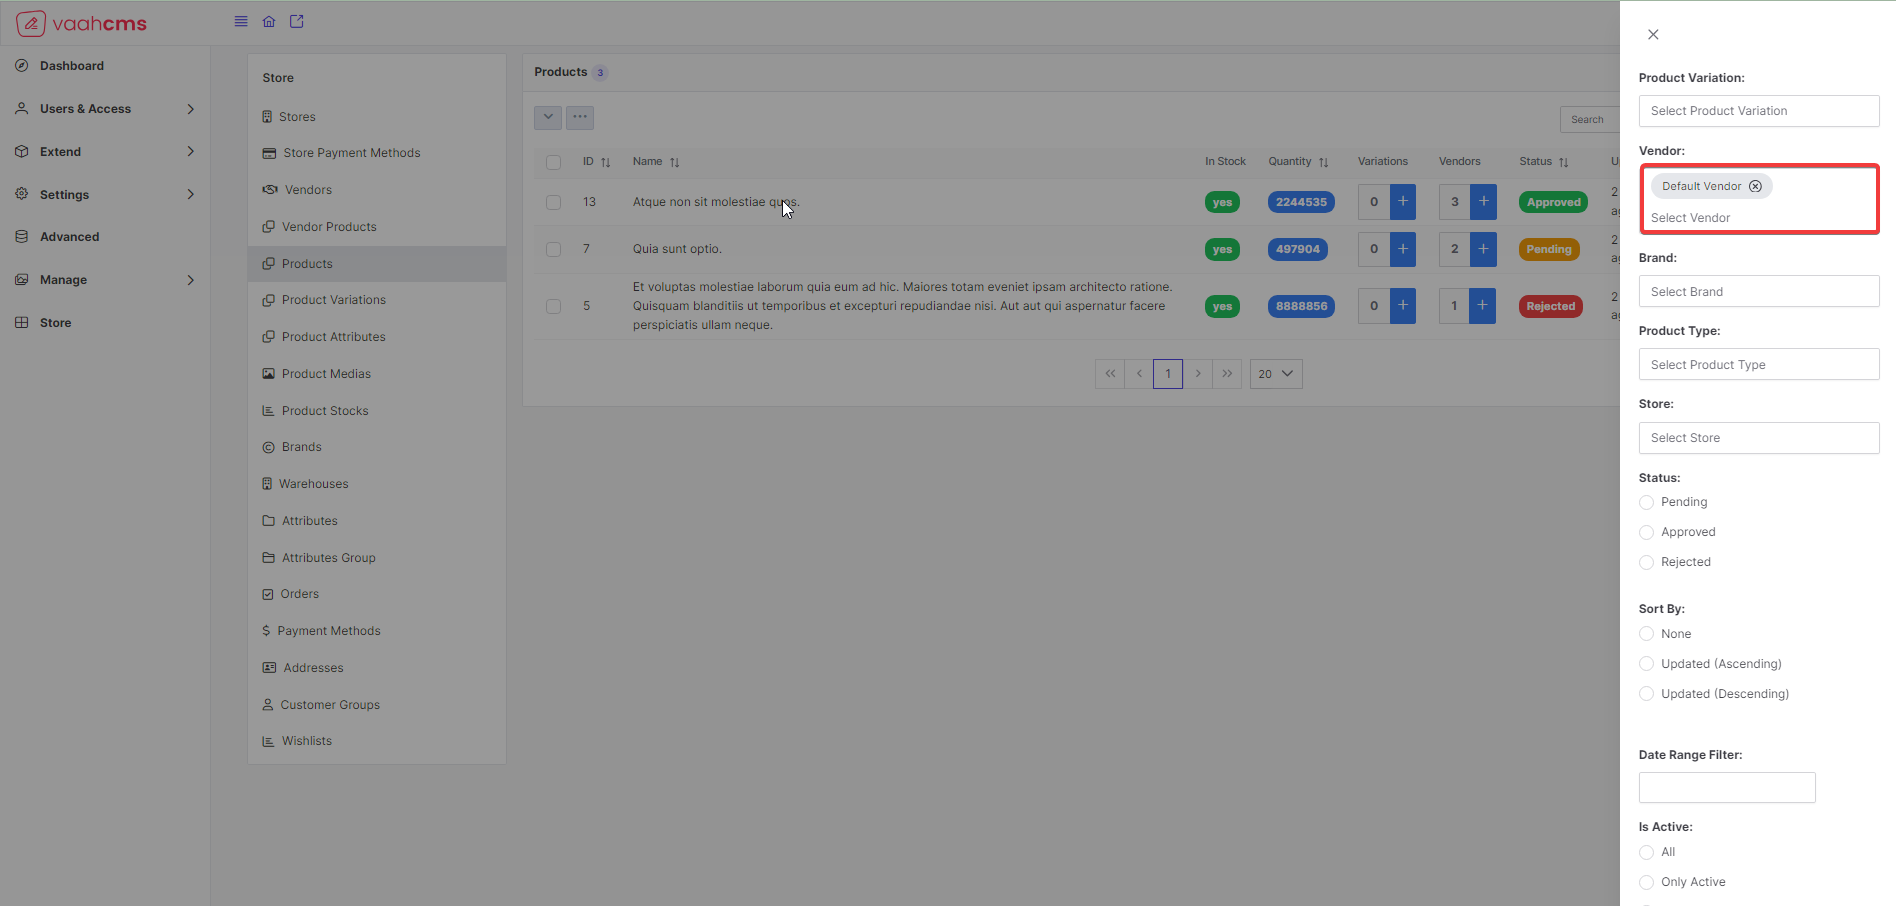 vaahcms
Dashboard
Users & Access
Extend
Settings
Advanced
Manage
Store
Store
Stores
Store Payment Methods
Vendors
Vendor Products
Products
Product Variations
Product Attributes
Product Medias
Product Stocks
Brands
Warehouses
Attributes
Attributes Group
Orders
Payment Methods
Addresses
Customer Groups
Wishlists
Products 3
Search
ID Name In Stock Quantity Variations Vendors Status U
13 Atque non sit molestiae quos. yes 2244535 0 + 3 + Approved 2
7 Quia sunt optio. yes 497904 0 + 2 + Pending 2
5 Et voluptas molestiae laborum quia eum ad hic. Maiores totam eveniet ipsam architecto ratione.
Quisquam blanditiis ut temporibus et excepturi repudiandae nisi. Aut aut qui aspernatur facere
perspiciatis ullam neque.
yes 8888856 0 + 1 + Rejected 2
1
20
Product Variation:
Select Product Variation
Vendor:
Default Vendor
Select Vendor
Brand:
Select Brand
Product Type:
Select Product Type
Store:
Select Store
Status:
Pending
Approved
Rejected
Sort By:
None
Updated (Ascending)
Updated (Descending)
Date Range Filter:
Is Active:
All
Only Active